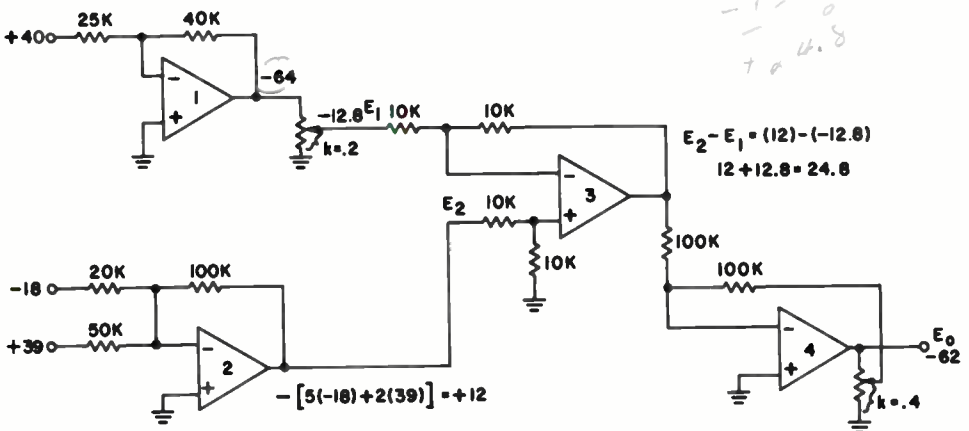 +40
25K
40K
-64
1
-
+
-12.8
E1
10K
10K
k=.2
E2 - E1 = (12)-(-12.8)
12+12.8=24.8
3
-
+
E2
10K
10K
100K
-18
20K
100K
+39
50K
2
-
+
-[5(-18)+2(39)]=+12
100K
4
-
+
E0
-62
k=.4